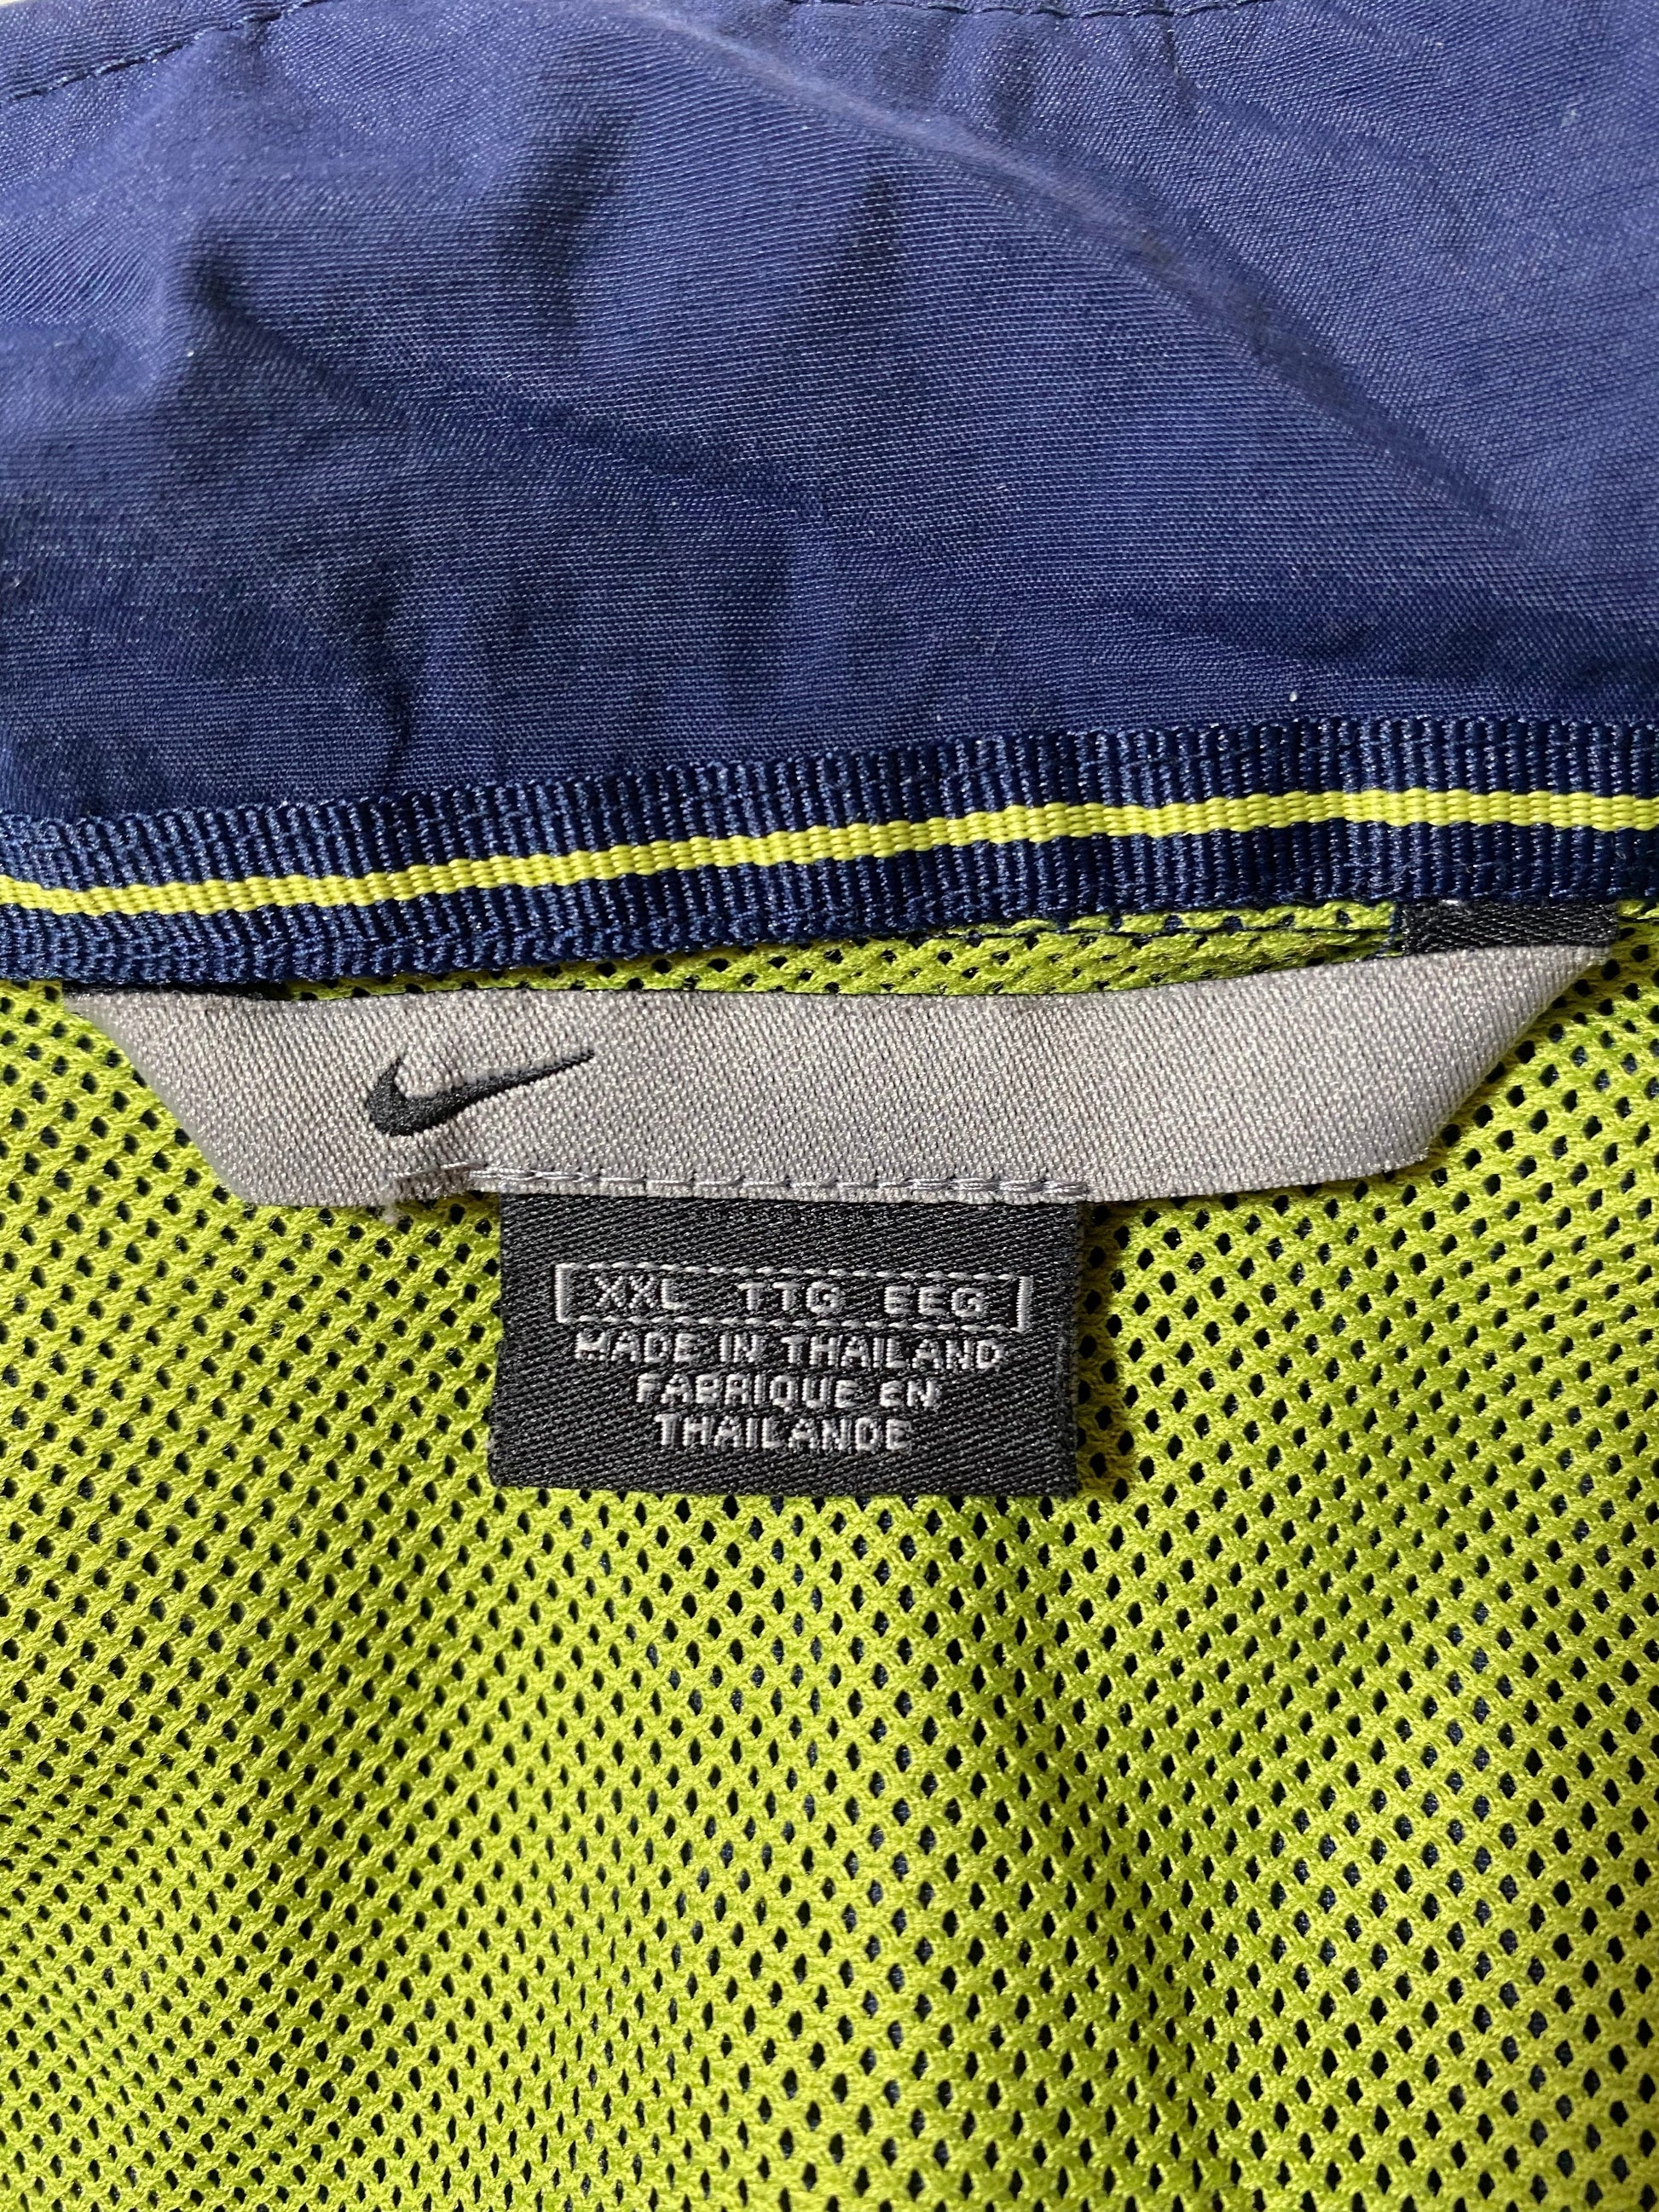 XXL TTG EEG
MADE IN THAILAND
FABRIQUE EN
THAILANDE